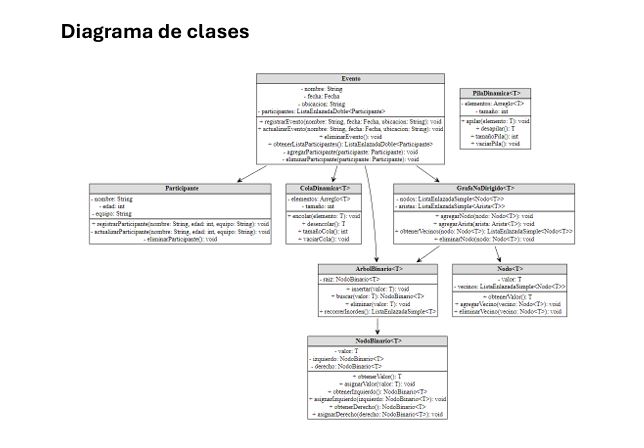 Diagrama de clases
Evento
- nombre: String
- fecha: Fecha
- ubicacion: String
- participantes: ListaEnlazadaDoble<Participante>
+ registrarEvento(nombre: String, fecha: Fecha, ubicacion: String): void
+ actualizarEvento(nombre: String, fecha: Fecha, ubicacion: String): void
+ eliminarEvento(): void
+ obtenerListaParticipantes(): ListaEnlazadaDoble<Participante>
- agregarParticipante(participante: Participante): void
- eliminarParticipante(participante: Participante): void
PilaDinamica<T>
- elementos: Arreglo<T>
- tamaño: int
+ apilar(elemento: T): void
+ desapilar(): T
+ tamañoPila(): int
+ vaciarPila(): void
Participante
- nombre: String
- edad: int
- equipo: String
+ registrarParticipante(nombre: String, edad: int, equipo: String): void
- actualizarParticipante(nombre: String, edad: int, equipo: String): void
- eliminarParticipante(): void
ColaDinamica<T>
- elementos: Arreglo<T>
- tamaño: int
+ encolar(elemento: T): void
+ desencolar(): T
+ tamañoCola(): int
+ vaciarCola(): void
GrafoNoDirigido<T>
- nodos: ListaEnlazadaSimple<Nodo<T>>
- aristas: ListaEnlazadaSimple<Arista<T>>
+ agregarNodo(nodo: Nodo<T>): void
+ agregarArista(arista: Arista<T>): void
+ obtenerVecinos(nodo: Nodo<T>): ListaEnlazadaSimple<Nodo<T>>
+ eliminarNodo(nodo: Nodo<T>): void
ArbolBinario<T>
- raiz: NodoBinario<T>
+ insertar(valor: T): void
+ buscar(valor: T): NodoBinario<T>
+ eliminar(valor: T): void
+ recorrerInorden(): ListaEnlazadaSimple<T>
Nodo<T>
- valor: T
- vecinos: ListaEnlazadaSimple<Nodo<T>>
+ obtenerValor(): T
+ agregarVecino(vecino: Nodo<T>): void
+ eliminarVecino(vecino: Nodo<T>): void
NodoBinario<T>
- valor: T
- izquierdo: NodoBinario<T>
- derecho: NodoBinario<T>
+ obtenerValor(): T
+ asignarValor(valor: T): void
+ obtenerIzquierdo(): NodoBinario<T>
+ asignarIzquierdo(izquierdo: NodoBinario<T>): void
+ obtenerDerecho(): NodoBinario<T>
+ asignarDerecho(derecho: NodoBinario<T>): void